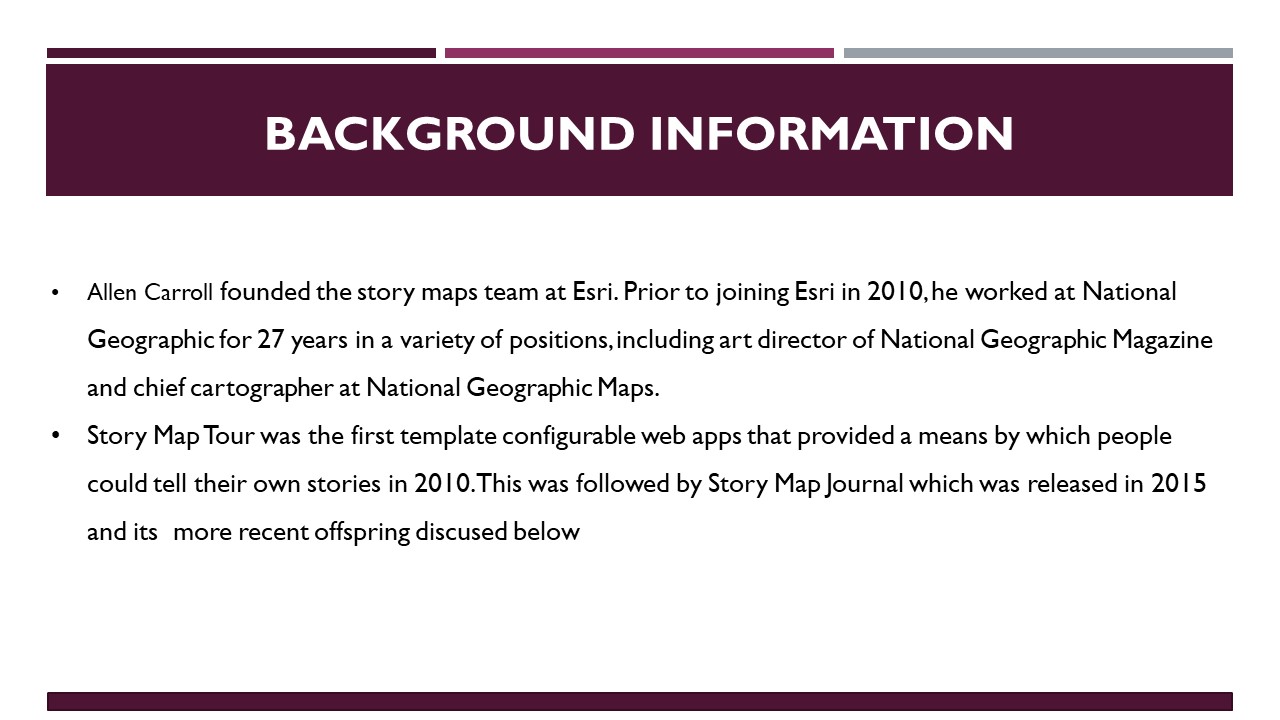 BACKGROUND INFORMATION
• Allen Carroll founded the story maps team at Esri. Prior to joining Esri in 2010, he worked at National
Geographic for 27 years in a variety of positions, including art director of National Geographic Magazine
and chief cartographer at National Geographic Maps.
• Story Map Tour was the first template configurable web apps that provided a means by which people
could tell their own stories in 2010. This was followed by Story Map Journal which was released in 2015
and its more recent offspring discused below